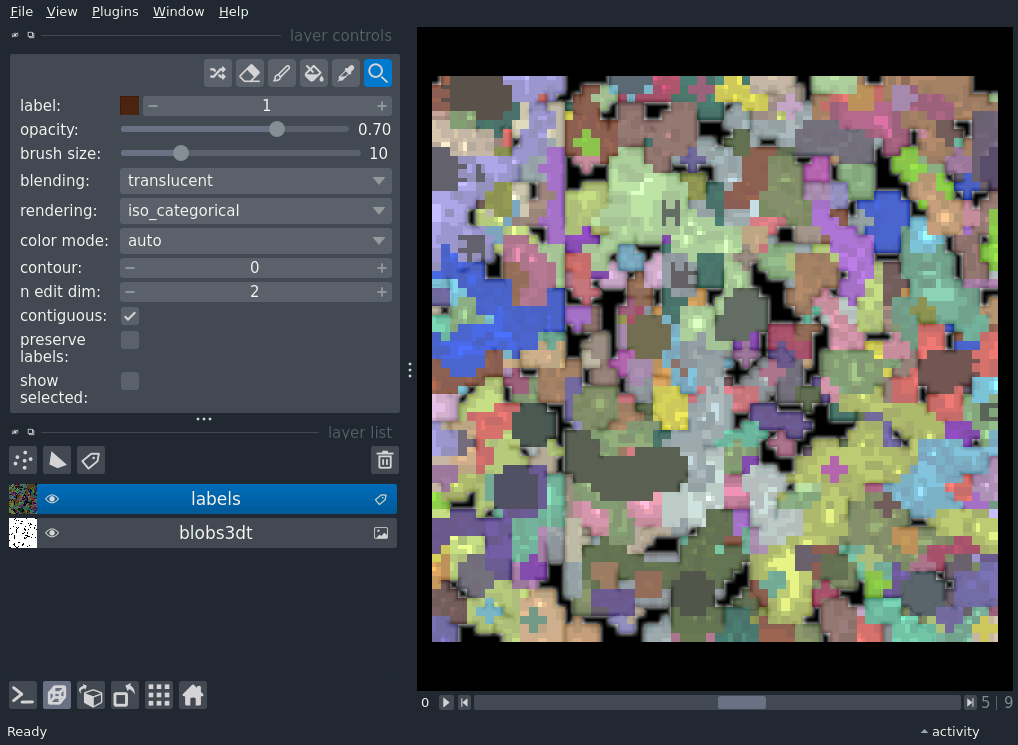 File View Plugins Window Help
layer controls
label: 1
opacity: 0.70
brush size: 10
blending: translucent
rendering: iso_categorical
color mode: auto
contour: 0
n edit dim: 2
contiguous:
preserve
labels:
show
selected:
layer list
labels
blobs3dt
0 5 | 9
Ready activity